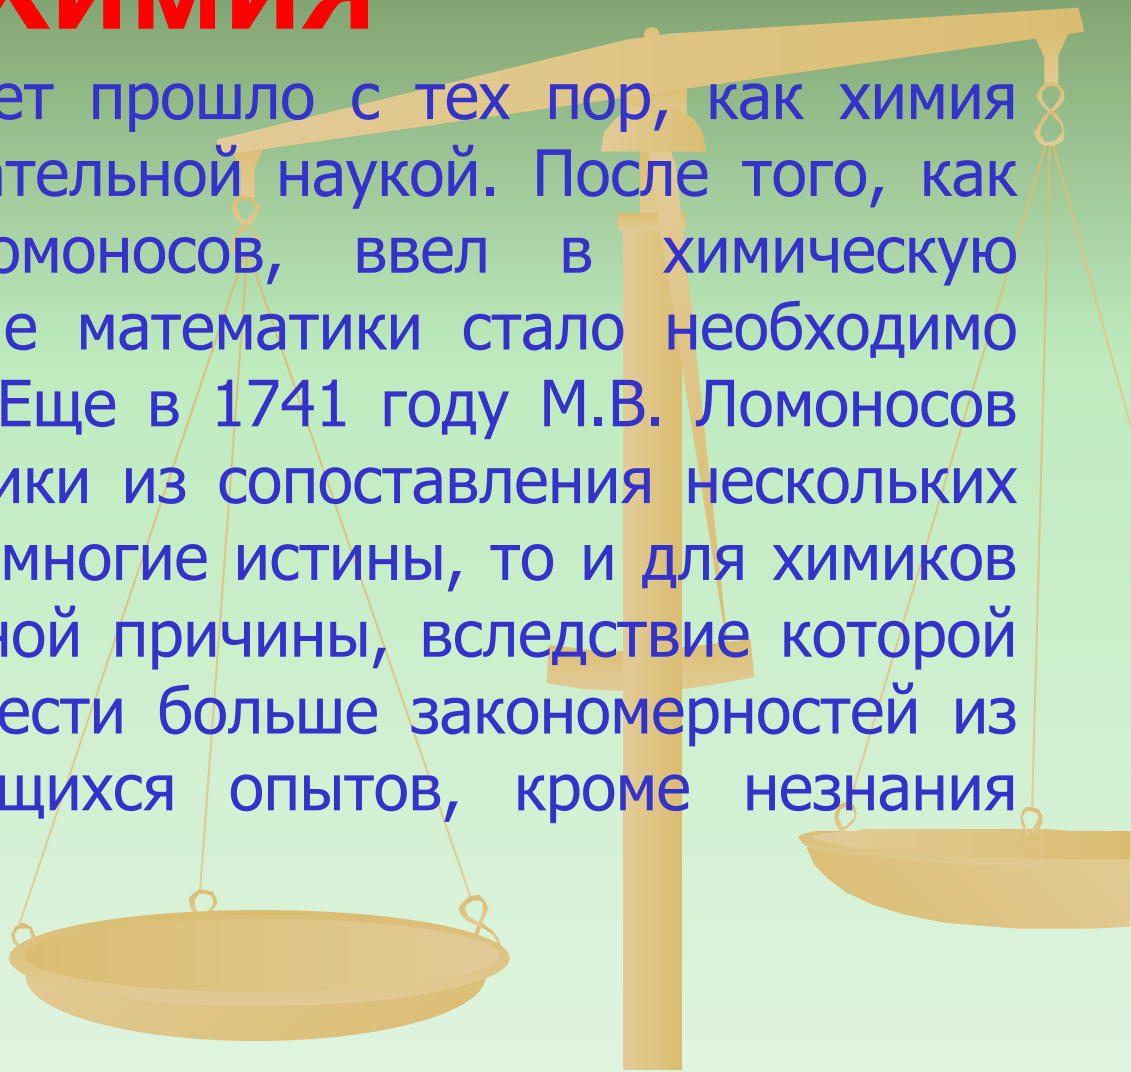 ХИМИЯ
ет прошло с тех пор, как химия
ательной наукой. После того, как
омоносов, ввел в химическую
е математики стало необходимо
Еще в 1741 году М.В. Ломоносов
ики из сопоставления нескольких
многие истины, то и для химиков
ной причины, вследствие которой
ести больше закономерностей из
щихся опытов, кроме незнания